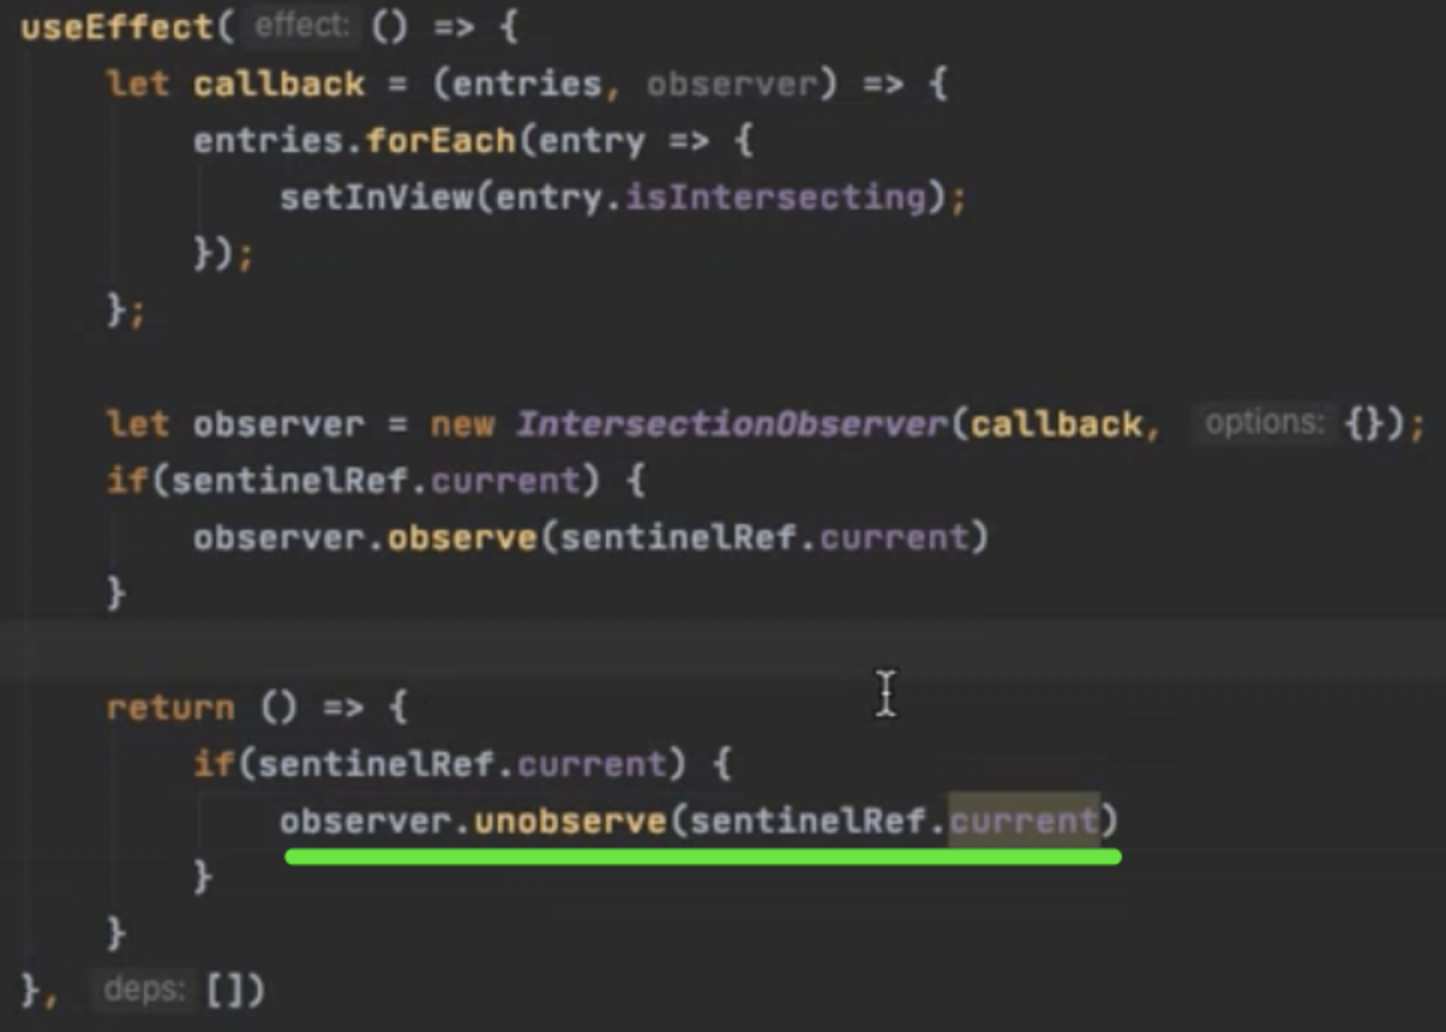 useEffect( effect: () => {
let callback = (entries, observer) => {
entries.forEach(entry => {
setInView(entry.isIntersecting);
});
};
let observer = new IntersectionObserver(callback, options: {});
if(sentinelRef.current) {
observer.observe(sentinelRef.current)
}
return () => {
if(sentinelRef.current) {
observer.unobserve(sentinelRef.current)
}
}
}, deps: [])